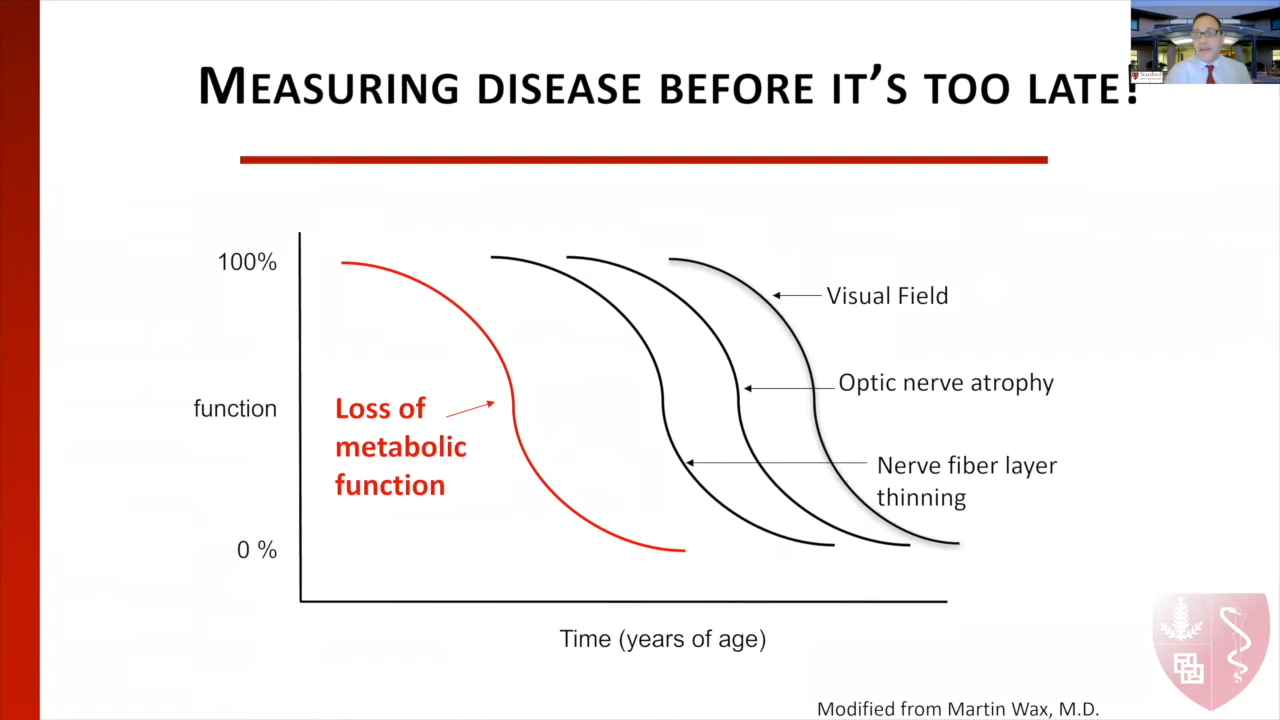 MEASURING DISEASE BEFORE IT'S TOO LATE!
Stanford
100%
function
0 %
Loss of
metabolic
function
Visual Field
Optic nerve atrophy
Nerve fiber layer
thinning
Time (years of age)
Modified from Martin Wax, M.D.